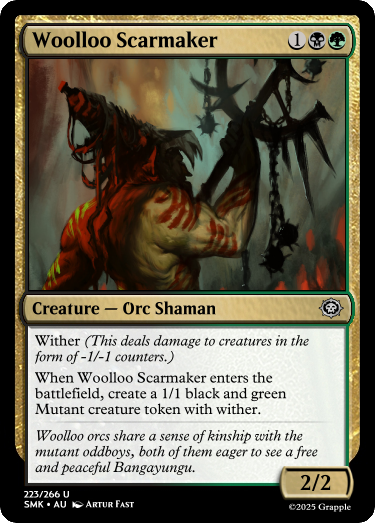 Woolloo Scarmaker 1
Creature — Orc Shaman
Wither (This deals damage to creatures in the
form of -1/-1 counters.)
When Woolloo Scarmaker enters the
battlefield, create a 1/1 black and green
Mutant creature token with wither.
Woolloo orcs share a sense of kinship with the
mutant oddboys, both of them eager to see a free
and peaceful Bangayungu.
2/2
223/266 U
SMK • AU Artur Fast
©2025 Grapple